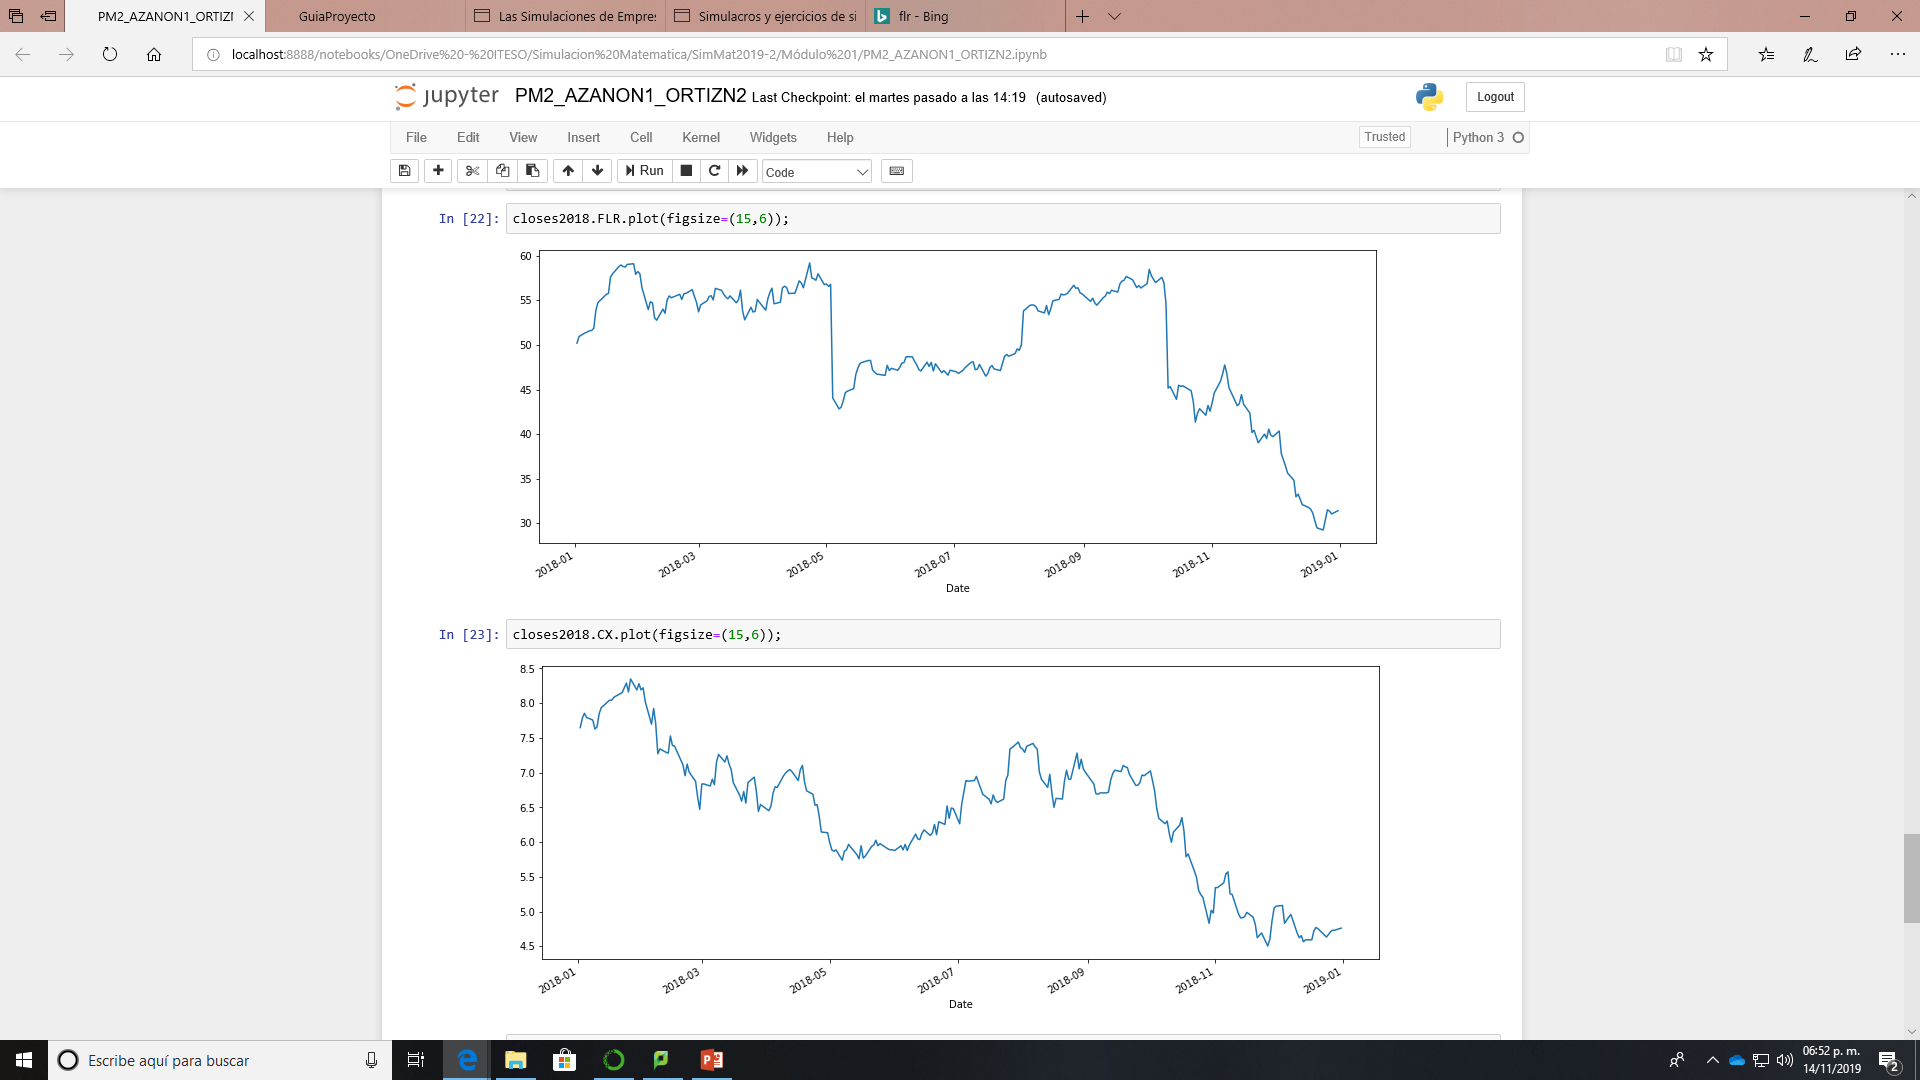 PM2_AZANON1_ORTIZI
GuiaProyecto
Las Simulaciones de Empres
Simulacros y ejercicios de si
flr - Bing
localhost:8888/notebooks/OneDrive%20-%20ITESO/Simulacion%20Matematica/SimMat2019-2/Módulo%201/PM2_AZANON1_ORTIZN2.ipynb
jupyter PM2_AZANON1_ORTIZN2 Last Checkpoint: el martes pasado a las 14:19 (autosaved)
Logout
File Edit View Insert Cell Kernel Widgets Help
Trusted
Python 3
Run
Code
In [22]: closes2018.FLR.plot(figsize=(15,6));
60
55
50
45
40
35
30
2018-01 2018-03 2018-05 2018-07 2018-09 2018-11 2019-01
Date
In [23]: closes2018.CX.plot(figsize=(15,6));
8.5
8.0
7.5
7.0
6.5
6.0
5.5
5.0
4.5
2018-01 2018-03 2018-05 2018-07 2018-09 2018-11 2019-01
Date
Escribe aquí para buscar
06:52 p. m.
14/11/2019
2